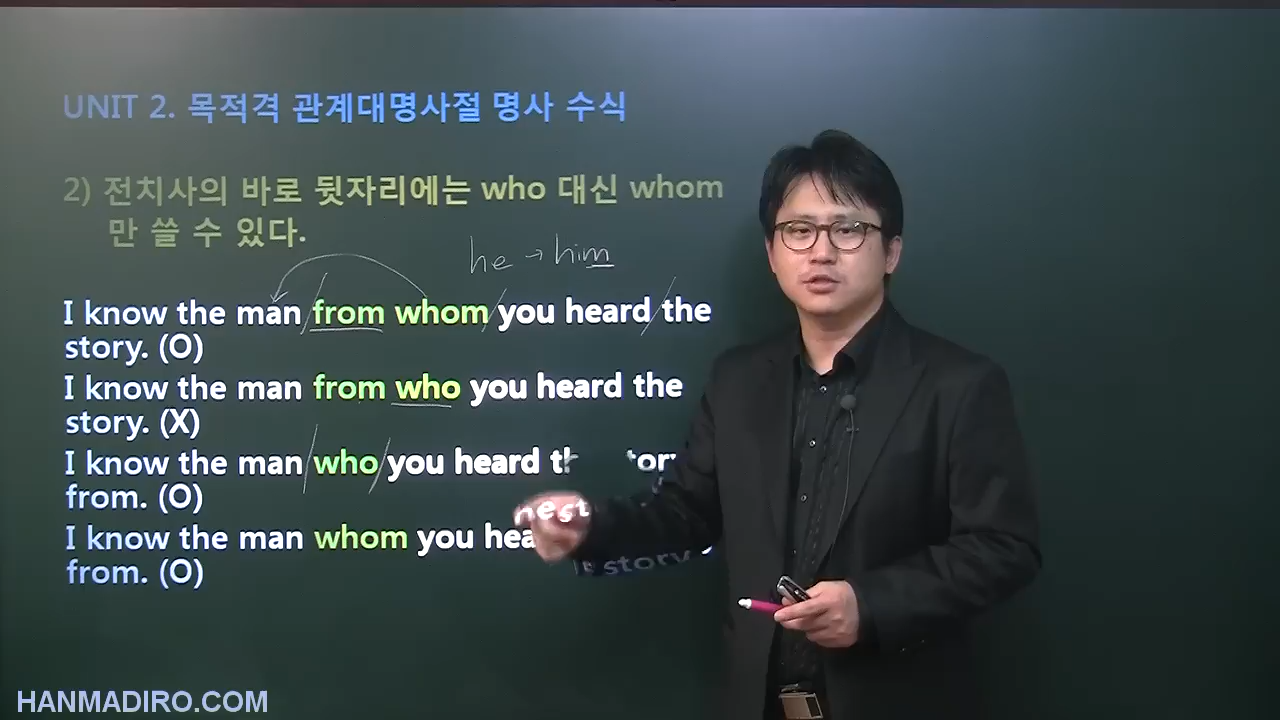 UNIT 2. 목적격 관계대명사절 명사 수식
2) 전치사의 바로 뒷자리에는 who 대신 whom
만 쓸 수 있다.
he → him
I know the man from whom you heard the
story. (O)
I know the man from who you heard the
story. (X)
I know the man who you heard
from. (O)
I know the man whom you
story
from. (O)
HANMADIRO.COM